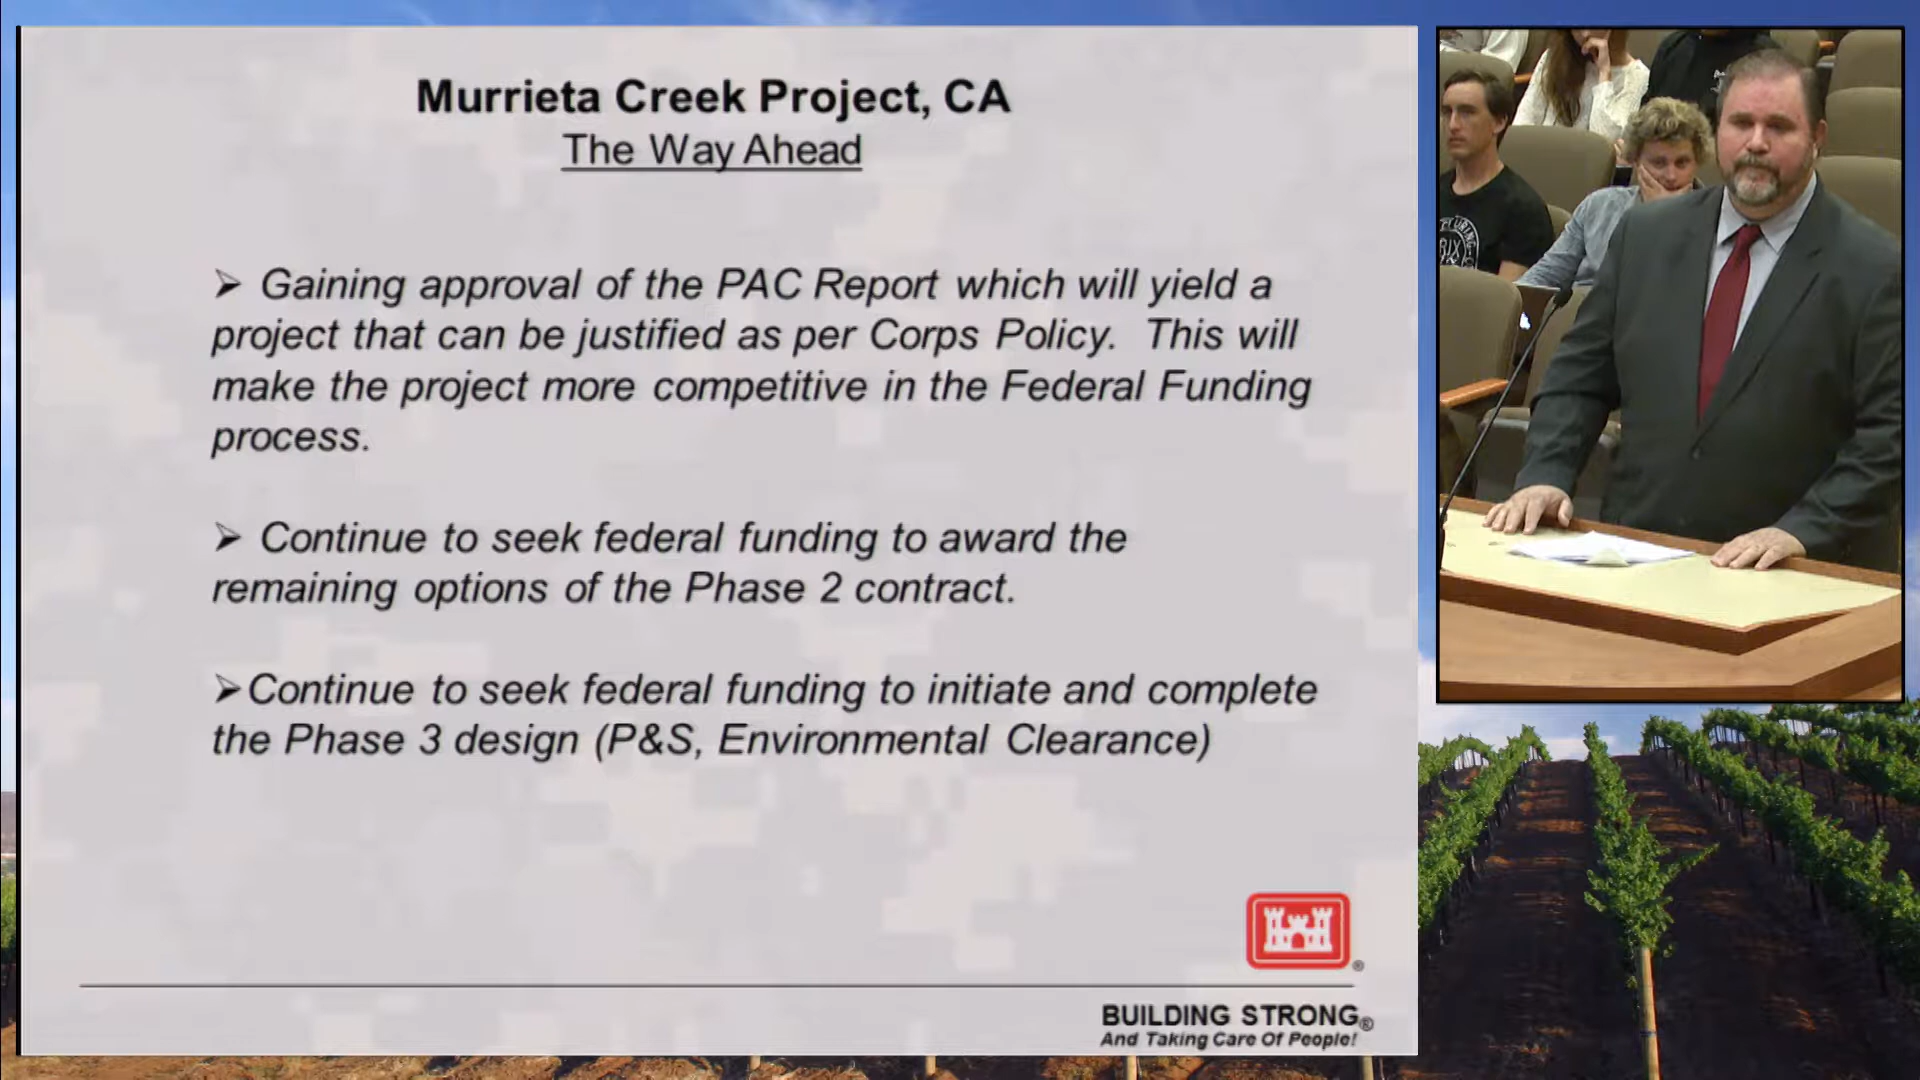 Murrieta Creek Project, CA
The Way Ahead
➢ Gaining approval of the PAC Report which will yield a
project that can be justified as per Corps Policy. This will
make the project more competitive in the Federal Funding
process.
➢ Continue to seek federal funding to award the
remaining options of the Phase 2 contract.
➢Continue to seek federal funding to initiate and complete
the Phase 3 design (P&S, Environmental Clearance)
®
BUILDING STRONG®
And Taking Care Of People!